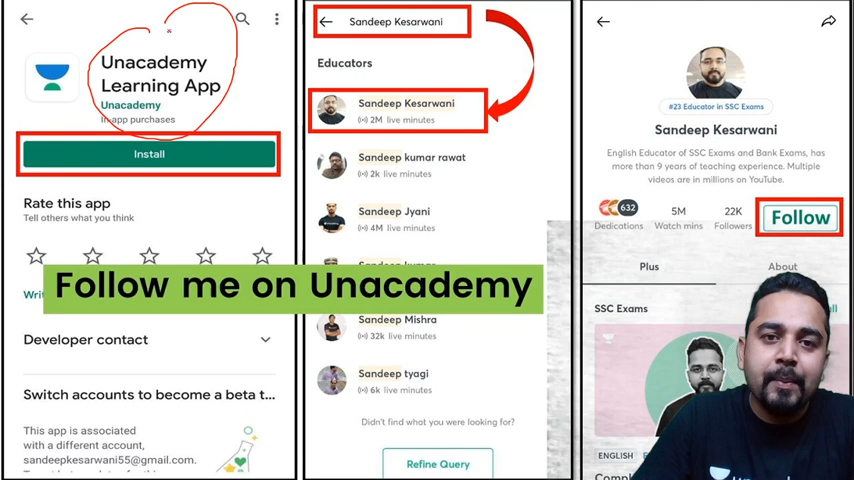 Unacademy
Learning App
Unacademy
In-app purchases
Install
Rate this app
Tell others what you think
Developer contact
Switch accounts to become a beta t...
This app is associated
with a different account,
sandeepkesarwani55@gmail.com.
Sandeep Kesarwani
Educators
Sandeep Kesarwani
2M live minutes
Sandeep kumar rawat
2k live minutes
Sandeep Jyani
4M live minutes
Sandeep kumar
Follow me on Unacademy
Sandeep Mishra
32k live minutes
Sandeep tyagi
6k live minutes
Didn't find what you were looking for?
Refine Query
#23 Educator in SSC Exams
Sandeep Kesarwani
English Educator of SSC Exams and Bank Exams, has
more than 9 years of teaching experience. Multiple
videos are in millions on YouTube.
632
Dedications
5M
Watch mins
22K
Followers
Follow
Plus
About
SSC Exams
ENGLISH